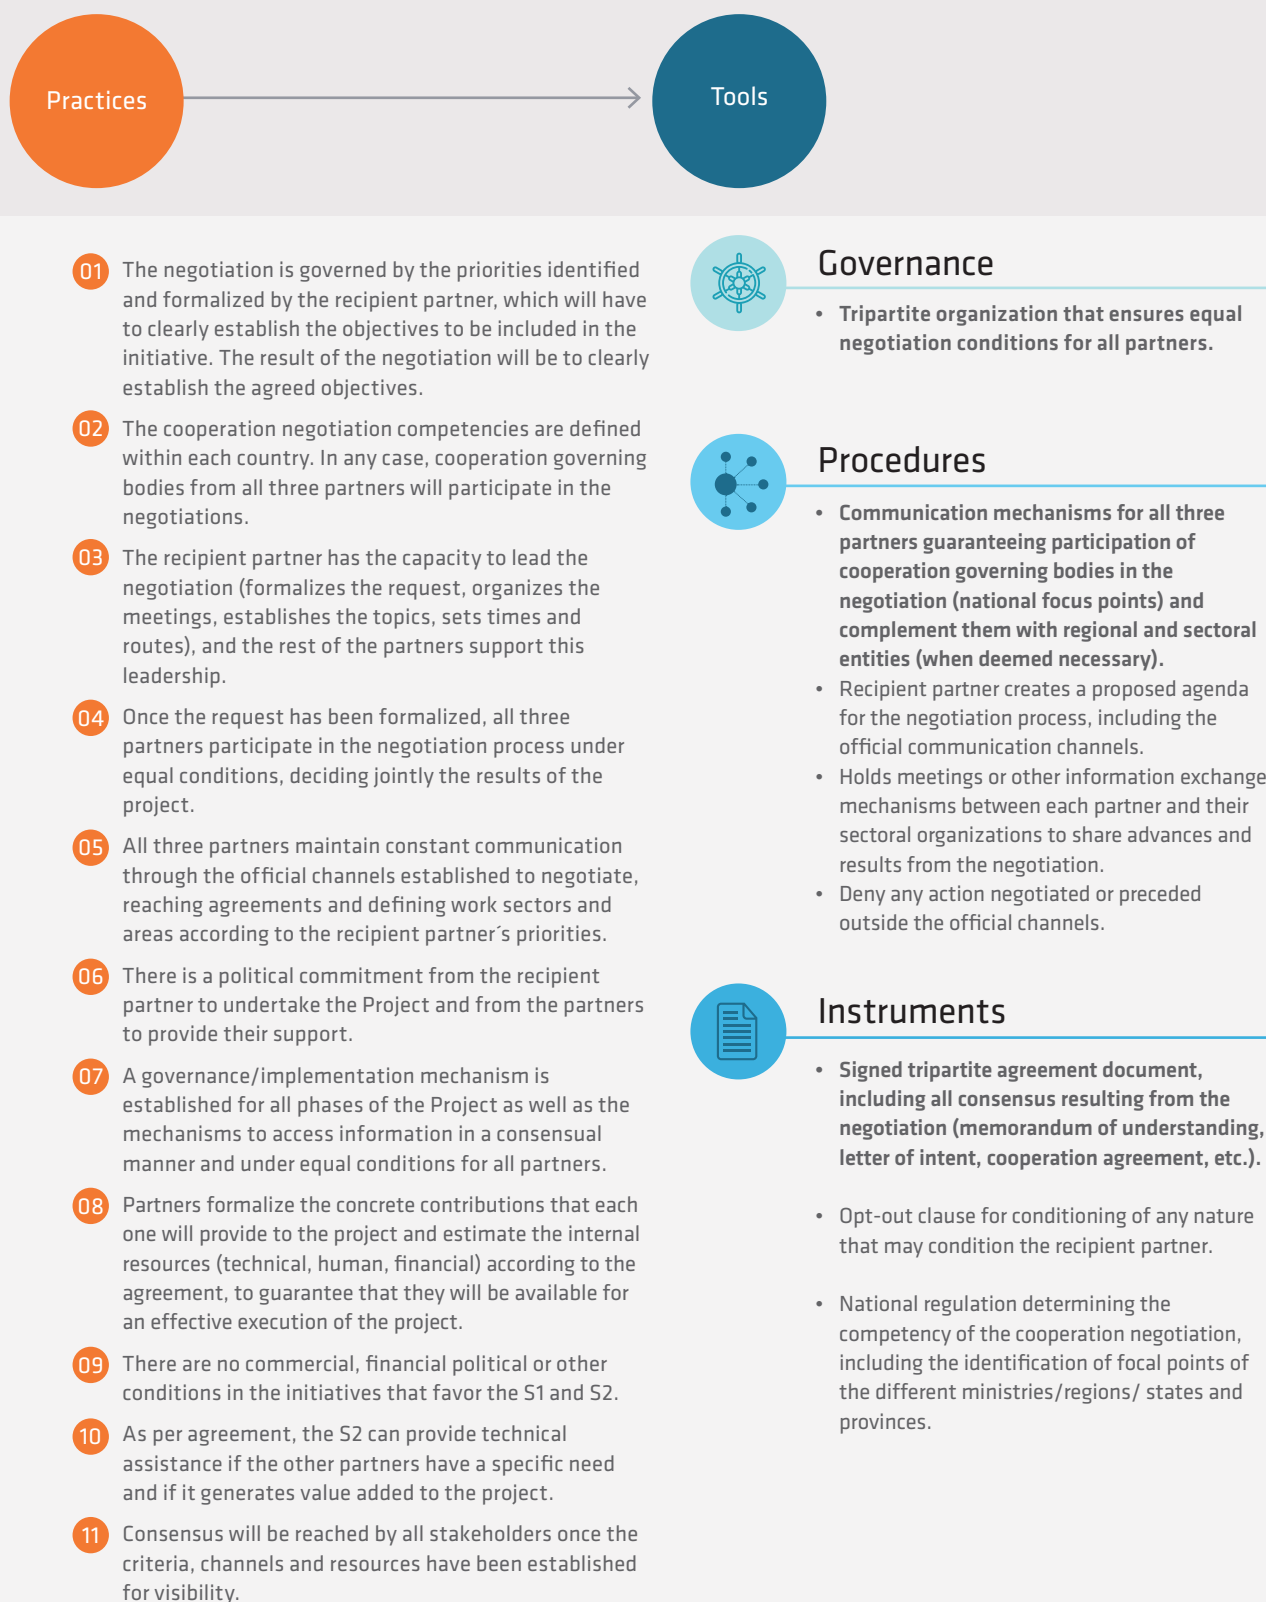 Practices
Tools
01
The negotiation is governed by the priorities identified
and formalized by the recipient partner, which will have
to clearly establish the objectives to be included in the
initiative. The result of the negotiation will be to clearly
establish the agreed objectives.
02
The cooperation negotiation competencies are defined
within each country. In any case, cooperation governing
bodies from all three partners will participate in the
negotiations.
03
The recipient partner has the capacity to lead the
negotiation (formalizes the request, organizes the
meetings, establishes the topics, sets times and
routes), and the rest of the partners support this
leadership.
04
Once the request has been formalized, all three
partners participate in the negotiation process under
equal conditions, deciding jointly the results of the
project.
05
All three partners maintain constant communication
through the official channels established to negotiate,
reaching agreements and defining work sectors and
areas according to the recipient partner´s priorities.
06
There is a political commitment from the recipient
partner to undertake the Project and from the partners
to provide their support.
07
A governance/implementation mechanism is
established for all phases of the Project as well as the
mechanisms to access information in a consensual
manner and under equal conditions for all partners.
08
Partners formalize the concrete contributions that each
one will provide to the project and estimate the internal
resources (technical, human, financial) according to the
agreement, to guarantee that they will be available for
an effective execution of the project.
09
There are no commercial, financial political or other
conditions in the initiatives that favor the S1 and S2.
10
As per agreement, the S2 can provide technical
assistance if the other partners have a specific need
and if it generates value added to the project.
11
Consensus will be reached by all stakeholders once the
criteria, channels and resources have been established
for visibility.
Governance
• Tripartite organization that ensures equal
negotiation conditions for all partners.
Procedures
• Communication mechanisms for all three
partners guaranteeing participation of
cooperation governing bodies in the
negotiation (national focus points) and
complement them with regional and sectoral
entities (when deemed necessary).
• Recipient partner creates a proposed agenda
for the negotiation process, including the
official communication channels.
• Holds meetings or other information exchange
mechanisms between each partner and their
sectoral organizations to share advances and
results from the negotiation.
• Deny any action negotiated or preceded
outside the official channels.
Instruments
• Signed tripartite agreement document,
including all consensus resulting from the
negotiation (memorandum of understanding,
letter of intent, cooperation agreement, etc.).
• Opt-out clause for conditioning of any nature
that may condition the recipient partner.
• National regulation determining the
competency of the cooperation negotiation,
including the identification of focal points of
the different ministries/regions/ states and
provinces.